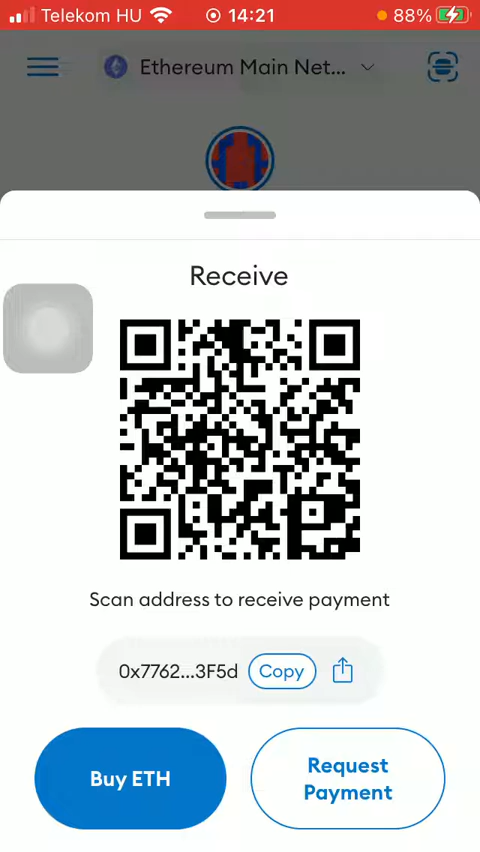 Telekom HU 14:21 88%
Ethereum Main Net...
Receive
Scan address to receive payment
0x7762...3F5d Copy
Buy ETH
Request
Payment